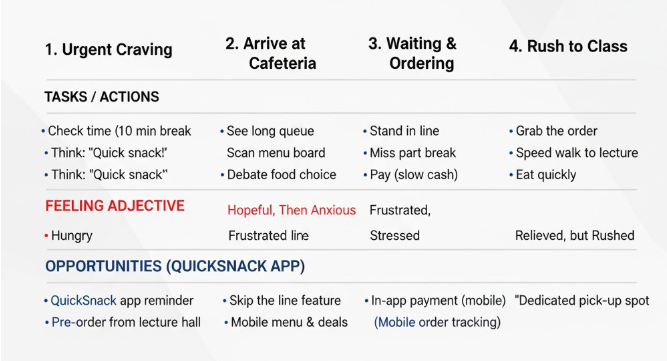 1. Urgent Craving
2. Arrive at
Cafeteria
3. Waiting &
Ordering
4. Rush to Class
TASKS / ACTIONS
• Check time (10 min break
• See long queue
• Stand in line
• Grab the order
• Think: "Quick snack!'
Scan menu board
• Miss part break
• Speed walk to lecture
• Think: "Quick snack"'
• Debate food choice
• Pay (slow cash)
• Eat quickly
FEELING ADJECTIVE
Hopeful, Then Anxious
Frustrated,
• Hungry
Frustrated line
Stressed
Relieved, but Rushed
OPPORTUNITIES (QUICKSNACK APP)
• QuickSnack app reminder
• Skip the line feature
• In-app payment (mobile)
"Dedicated pick-up spot
• Pre-order from lecture hall
• Mobile menu & deals
(Mobile order tracking)